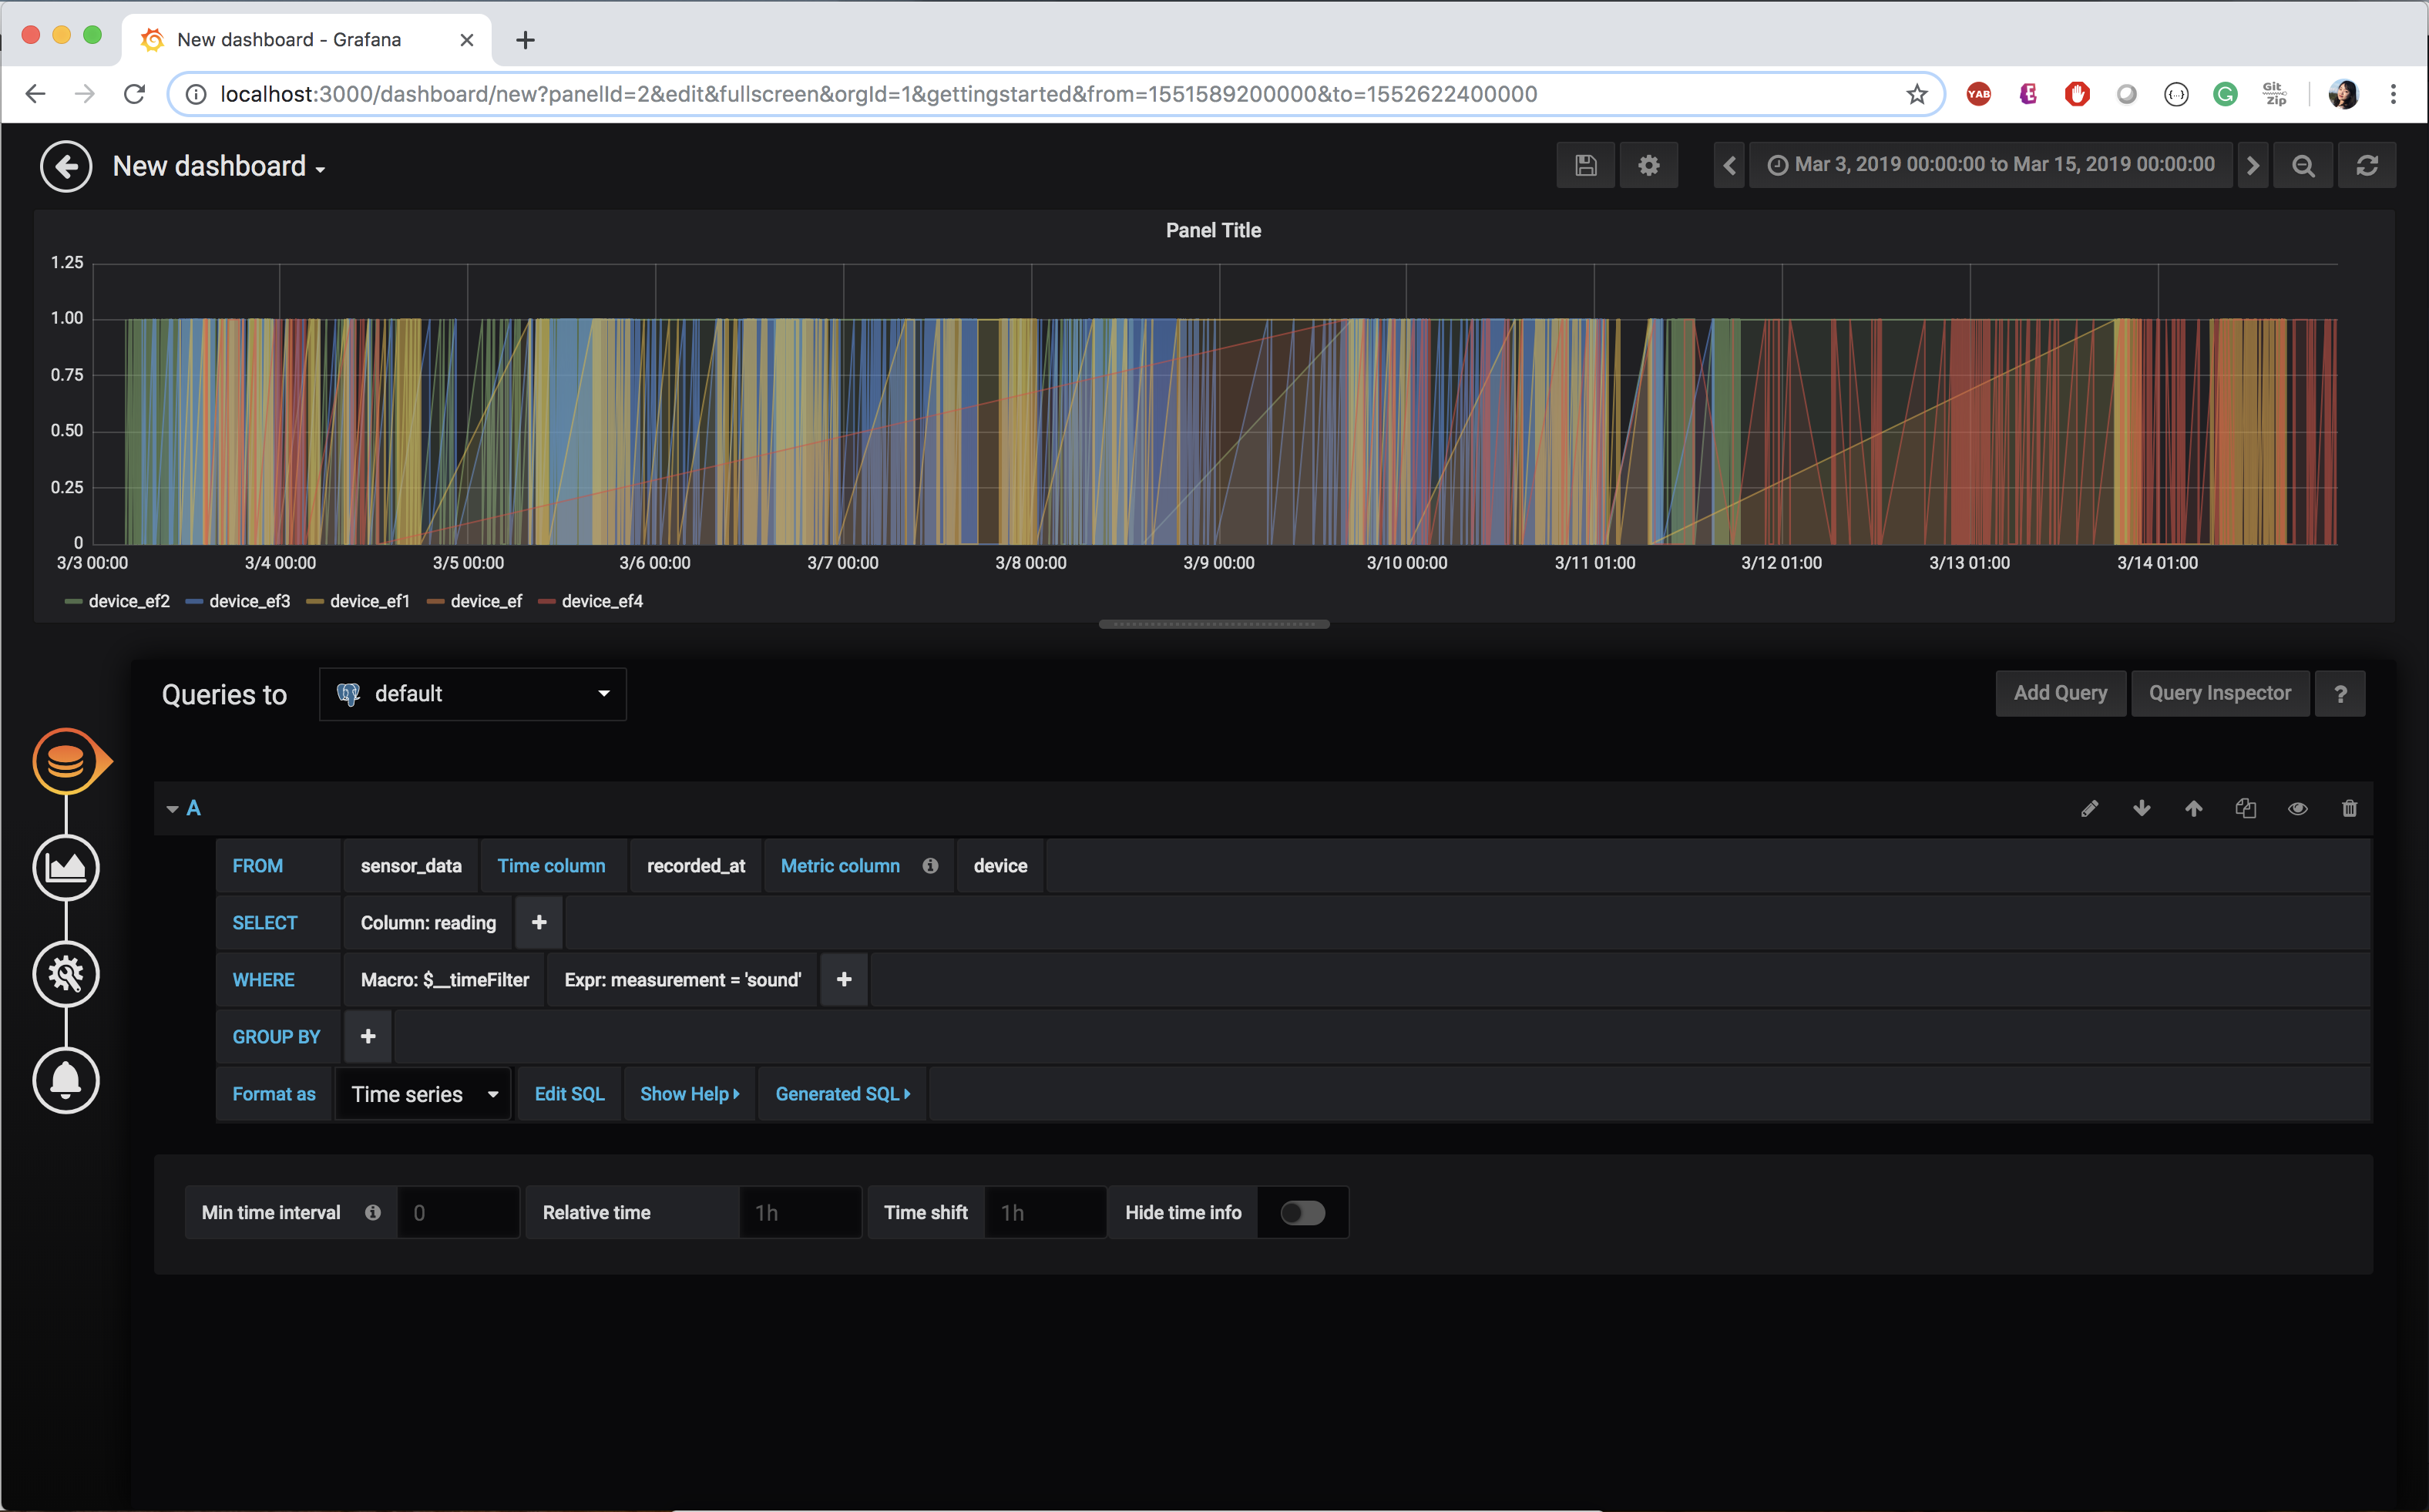 New dashboard - Grafana
localhost:3000/dashboard/new?panelId=2&edit&fullscreen&orgId=1&gettingstarted&from=1551589200000&to=1552622400000
YAB
Git
Zip
New dashboard
Mar 3, 2019 00:00:00 to Mar 15, 2019 00:00:00
Panel Title
1.25
1.00
0.75
0.50
0.25
0
3/3 00:00 3/4 00:00 3/5 00:00 3/6 00:00 3/7 00:00 3/8 00:00 3/9 00:00 3/10 00:00 3/11 01:00 3/12 01:00 3/13 01:00 3/14 01:00
device_ef2 device_ef3 device_ef1 device_ef device_ef4
Queries to default Add Query Query Inspector ?
A
FROM sensor_data Time column recorded_at Metric column device
SELECT Column: reading +
WHERE Macro: $__timeFilter Expr: measurement = 'sound' +
GROUP BY +
Format as Time series Edit SQL Show Help Generated SQL
Min time interval 0 Relative time 1h Time shift 1h Hide time info